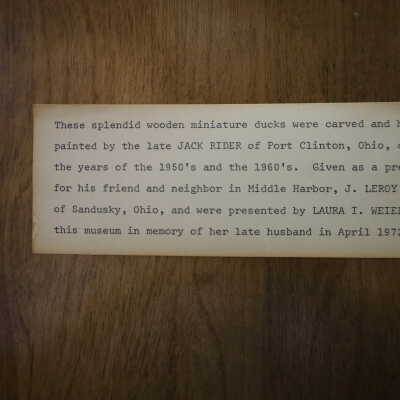 These splendid wooden miniature ducks were carved and
painted by the late JACK RIDER of Port Clinton, Ohio,
the years of the 1950's and the 1960's. Given as a
for his friend and neighbor in Middle Harbor, J. LEROY
of Sandusky, Ohio, and were presented by LAURA I.
this museum in memory of her late husband in April 1972